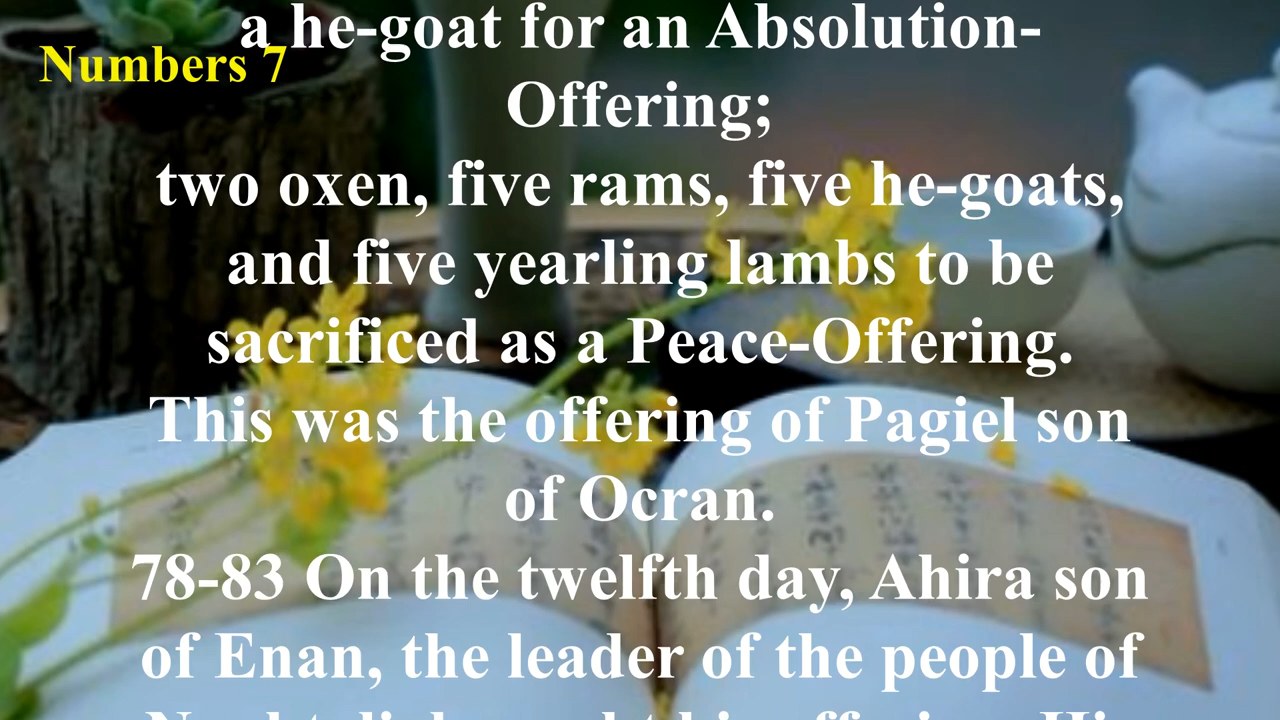 Numbers 7
a he-goat for an Absolution-
Offering;
two oxen, five rams, five he-goats,
and five yearling lambs to be
sacrificed as a Peace-Offering.
This was the offering of Pagiel son
of Ocran.
78-83 On the twelfth day, Ahira son
of Enan, the leader of the people of